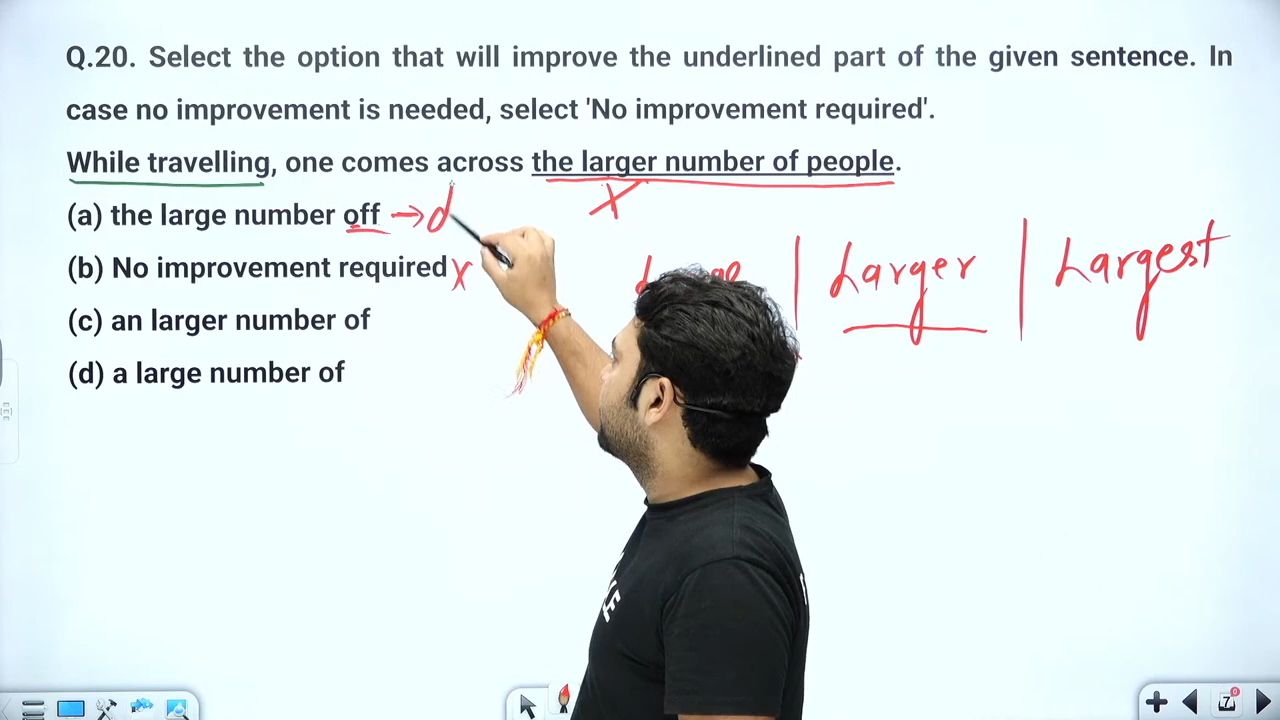 Q.20. Select the option that will improve the underlined part of the given sentence. In
case no improvement is needed, select 'No improvement required'.
While travelling, one comes across the larger number of people.
(a) the large number off → d
(b) No improvement required x
(c) an larger number of
(d) a large number of
x
Larger | Largest
7